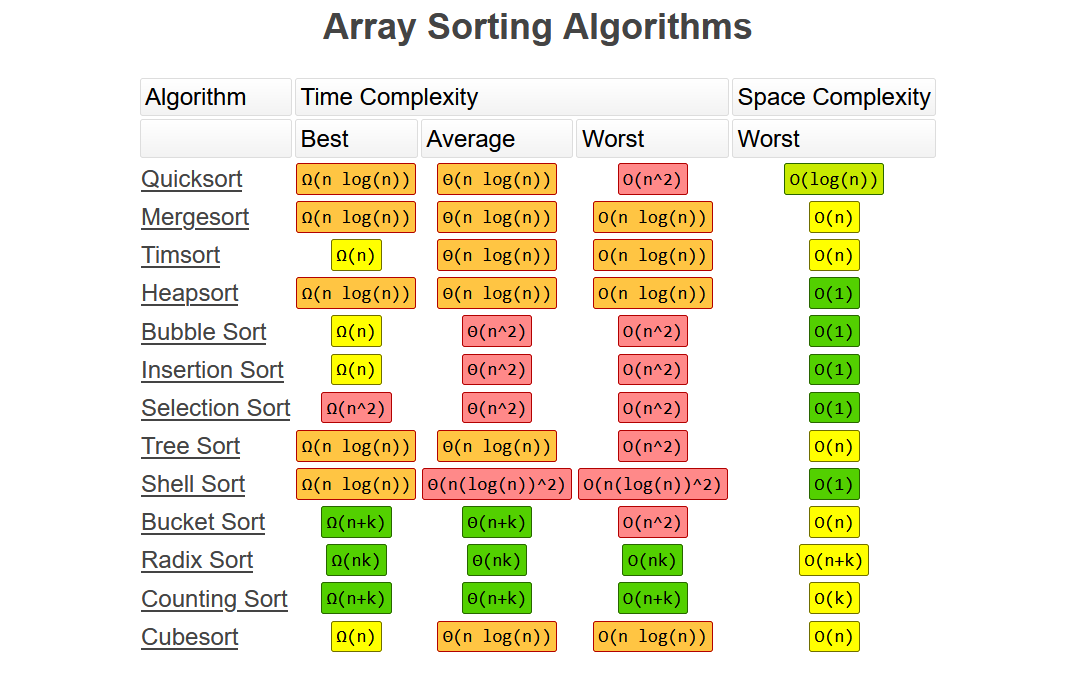 Array Sorting Algorithms
Algorithm Time Complexity Space Complexity
Best Average Worst Worst
Quicksort Ω(n log(n)) Θ(n log(n)) O(n^2) O(log(n))
Mergesort Ω(n log(n)) Θ(n log(n)) O(n log(n)) O(n)
Timsort Ω(n) Θ(n log(n)) O(n log(n)) O(n)
Heapsort Ω(n log(n)) Θ(n log(n)) O(n log(n)) O(1)
Bubble Sort Ω(n) Θ(n^2) O(n^2) O(1)
Insertion Sort Ω(n) Θ(n^2) O(n^2) O(1)
Selection Sort Ω(n^2) Θ(n^2) O(n^2) O(1)
Tree Sort Ω(n log(n)) Θ(n log(n)) O(n^2) O(n)
Shell Sort Ω(n log(n)) Θ(n(log(n))^2) O(n(log(n))^2) O(1)
Bucket Sort Ω(n+k) Θ(n+k) O(n^2) O(n)
Radix Sort Ω(nk) Θ(nk) O(nk) O(n+k)
Counting Sort Ω(n+k) Θ(n+k) O(n+k) O(k)
Cubesort Ω(n) Θ(n log(n)) O(n log(n)) O(n)